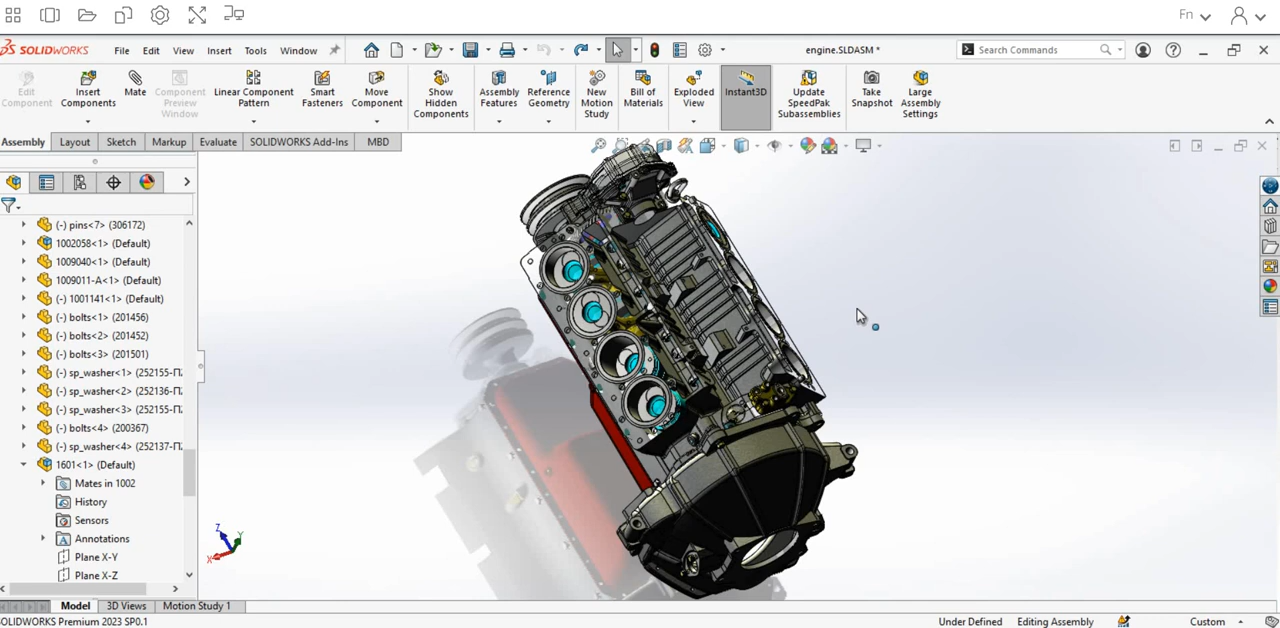 Fn
SOLIDWORKS File Edit View Insert Tools Window engine.SLDASM * Search Commands
Edit Component
Insert Components
Mate
Component Preview Window
Linear Component Pattern
Smart Fasteners
Move Component
Show Hidden Components
Assembly Features
Reference Geometry
New Motion Study
Bill of Materials
Exploded View
Instant3D
Update SpeedPak Subassemblies
Take Snapshot
Large Assembly Settings
Assembly Layout Sketch Markup Evaluate SOLIDWORKS Add-Ins MBD
(-) pins<7> (306172)
1002058<1> (Default)
1009040<1> (Default)
1009011-A<1> (Default)
(-) 1001141<1> (Default)
(-) bolts<1> (201456)
(-) bolts<2> (201452)
(-) bolts<3> (201501)
(-) sp_washer<1> (252155-П
(-) sp_washer<2> (252136-П
(-) sp_washer<3> (252155-П
(-) bolts<4> (200367)
(-) sp_washer<4> (252137-П
1601<1> (Default)
Mates in 1002
History
Sensors
Annotations
Plane X-Y
Plane X-Z
Z
Y
X
Model 3D Views Motion Study 1
SOLIDWORKS Premium 2023 SP0.1 Under Defined Editing Assembly Custom